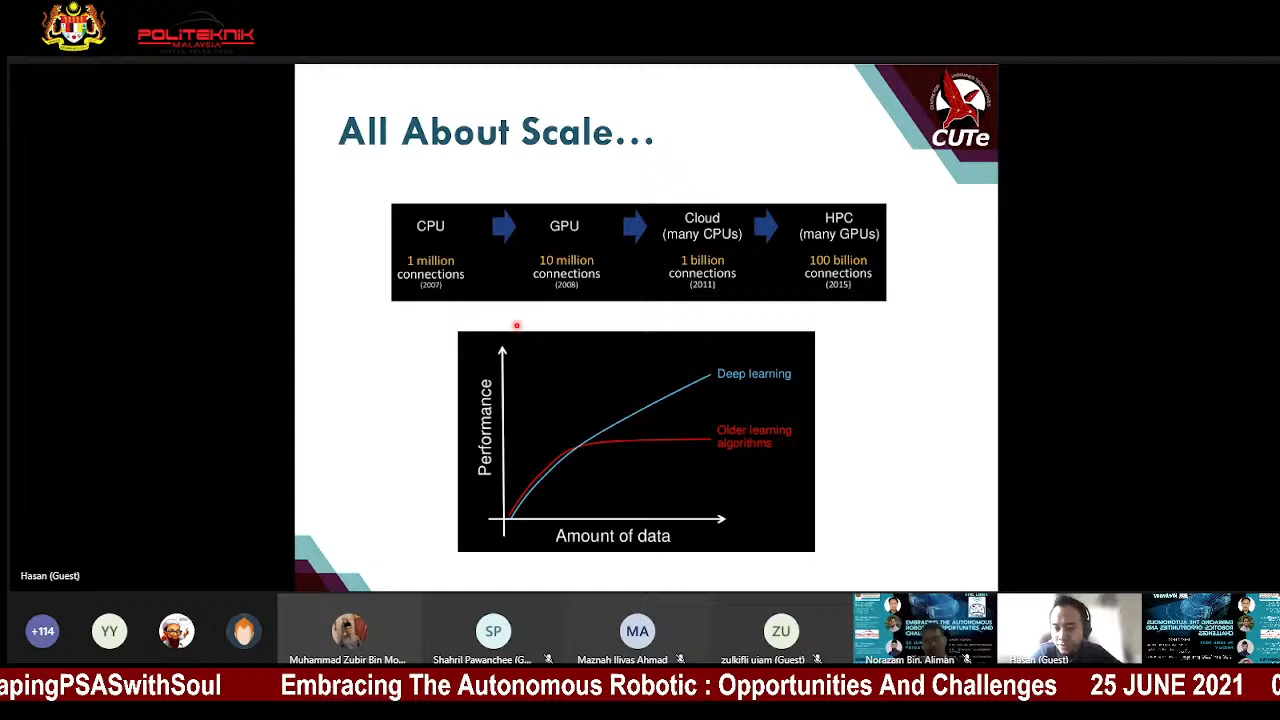 POLITEKNIK
MALAYSIA
All About Scale...
CUTe
CPU
GPU
Cloud
(many CPUs)
HPC
(many GPUs)
1 million
connections
(2007)
10 million
connections
(2008)
1 billion
connections
(2011)
100 billion
connections
(2015)
Performance
Deep learning
Older learning
algorithms
Amount of data
Hasan (Guest)
+114
YY
SP
MA
ZU
Muhammad Zubir Bin Mo...
Shahril Pawanchee (G...
Maznah Iliyas Ahmad
zulkifli ujam (Guest)
Norazam Bin. Aliman
Hasan (Guest)
apingPSASwithSoul
Embracing The Autonomous Robotic : Opportunities And Challenges
25 JUNE 2021